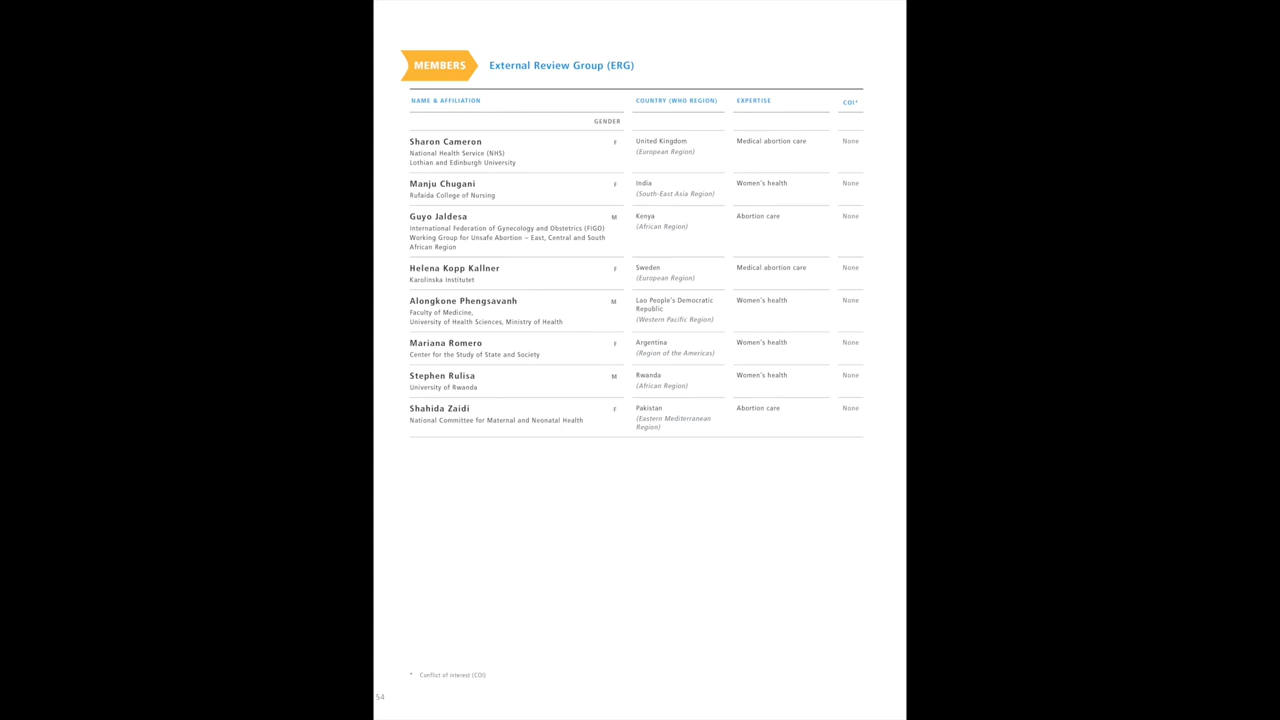 MEMBERS External Review Group (ERG)
NAME & AFFILIATION COUNTRY (WHO REGION) EXPERTISE COI*
GENDER
Sharon Cameron F United Kingdom Medical abortion care None
National Health Service (NHS) (European Region)
Lothian and Edinburgh University
Manju Chugani F India Women's health None
Rufaida College of Nursing (South-East Asia Region)
Guyo Jaldesa M Kenya Abortion care None
International Federation of Gynecology and Obstetrics (FIGO) (African Region)
Working Group for Unsafe Abortion – East, Central and South
African Region
Helena Kopp Kallner F Sweden Medical abortion care None
Karolinska Institutet (European Region)
Alongkone Phengsavanh M Lao People's Democratic Women's health None
Faculty of Medicine, Republic
University of Health Sciences, Ministry of Health (Western Pacific Region)
Mariana Romero F Argentina Women's health None
Center for the Study of State and Society (Region of the Americas)
Stephen Rulisa M Rwanda Women's health None
University of Rwanda (African Region)
Shahida Zaidi F Pakistan Abortion care None
National Committee for Maternal and Neonatal Health (Eastern Mediterranean
Region)
* Conflict of interest (COI)
54